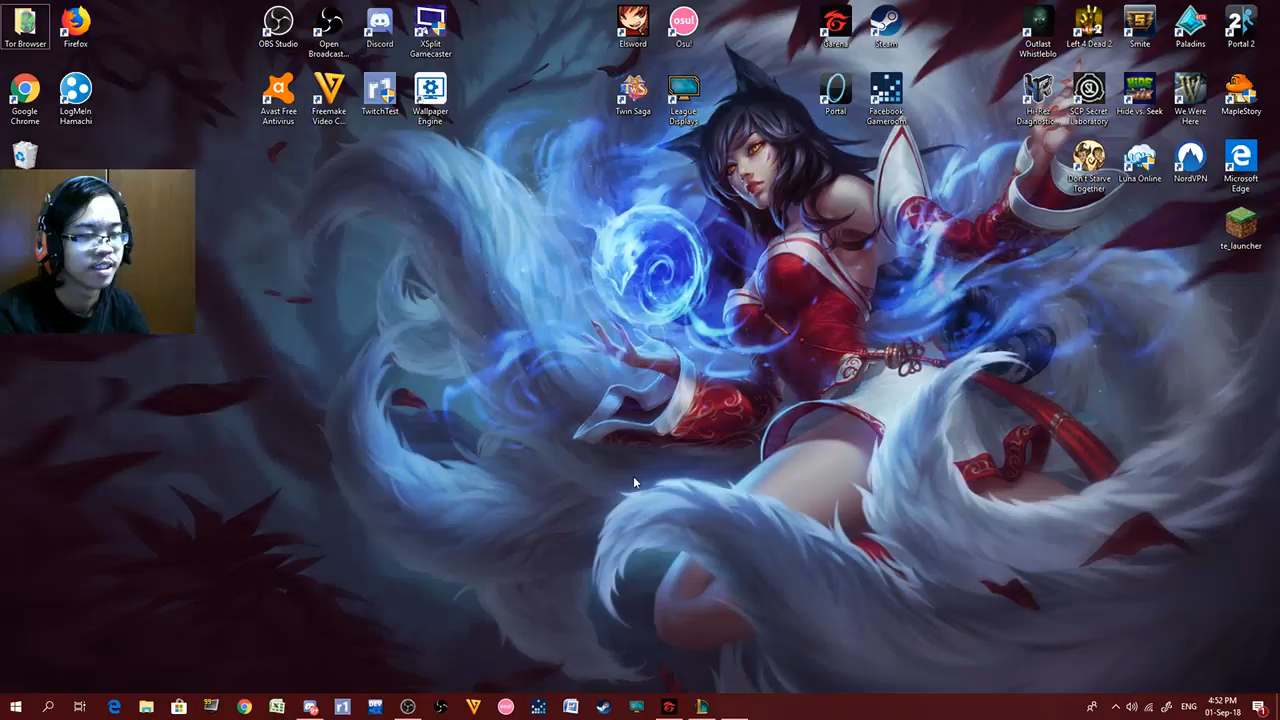 Tor Browser
Firefox
OBS Studio
Open
Broadcast...
Discord
XSplit
Gamecaster
Elsword
osu!
Osu!
Garena
Steam
Outlast
Whistleblo
Left 4 Dead 2
Smite
Paladins
Portal 2
Google
Chrome
LogMeIn
Hamachi
Avast Free
Antivirus
Freemake
Video C...
TwitchTest
Wallpaper
Engine
Twin Saga
League
Displays
Portal
Facebook
Gameroom
Hi-Rez
Diagnostic...
SCP Secret
Laboratory
Hide vs. Seek
We Were
Here
MapleStory
Don't Starve
Together
Luna Online
NordVPN
Microsoft
Edge
te_launcher
ENG
4:52 PM
01-Sep-18